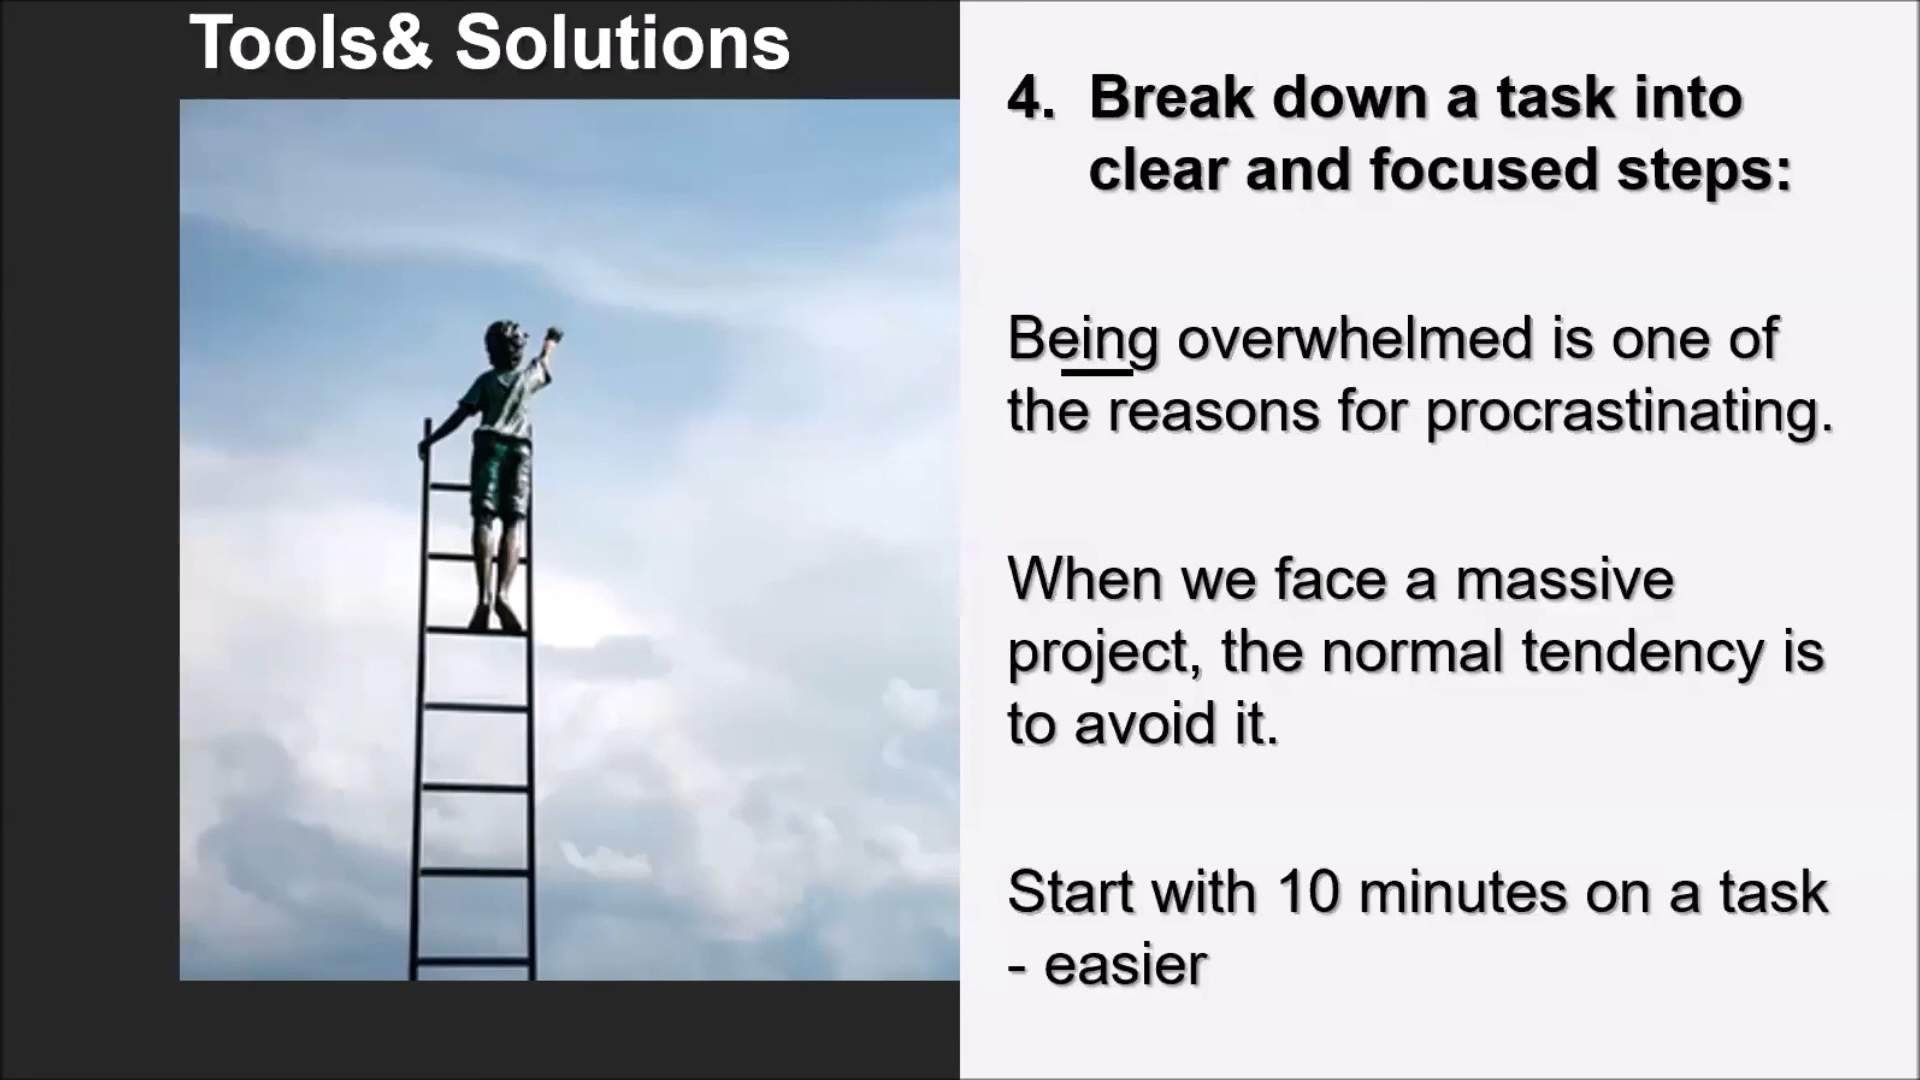 Tools& Solutions
4. Break down a task into
clear and focused steps:
Being overwhelmed is one of
the reasons for procrastinating.
When we face a massive
project, the normal tendency is
to avoid it.
Start with 10 minutes on a task
- easier